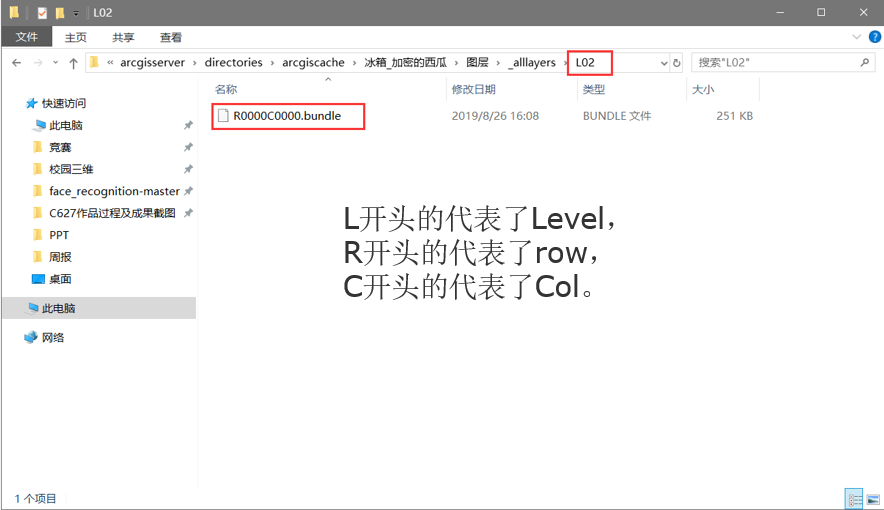 L02
文件 主页 共享 查看
« arcgisserver › directories › arcgiscache › 冰箱_加密的西瓜 › 图层 › _alllayers › L02
搜索"L02"
名称 修改日期 类型 大小
R0000C0000.bundle 2019/8/26 16:08 BUNDLE 文件 251 KB
快速访问
此电脑
竞赛
校园三维
face_recognition-master
C627作品过程及成果截图
PPT
周报
桌面
此电脑
网络
L开头的代表了Level，
R开头的代表了row，
C开头的代表了Col。
1 个项目